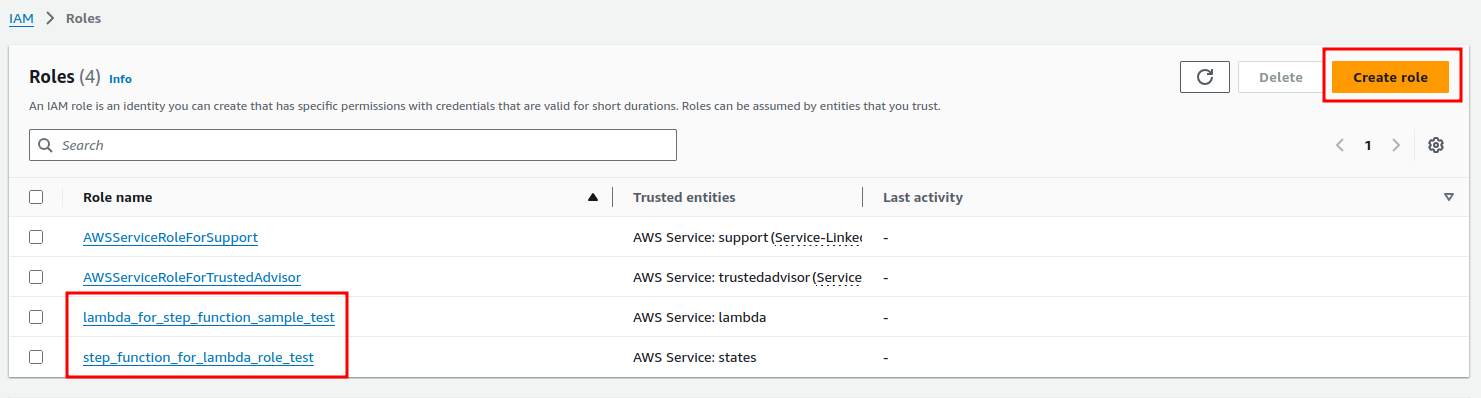 IAM > Roles
Roles (4) Info
Delete
Create role
An IAM role is an identity you can create that has specific permissions with credentials that are valid for short durations. Roles can be assumed by entities that you trust.
Search
1
Role name Trusted entities Last activity
AWSServiceRoleForSupport AWS Service: support (Service-Linked -
AWSServiceRoleForTrustedAdvisor AWS Service: trustedadvisor (Service -
lambda_for_step_function_sample_test AWS Service: lambda -
step_function_for_lambda_role_test AWS Service: states -